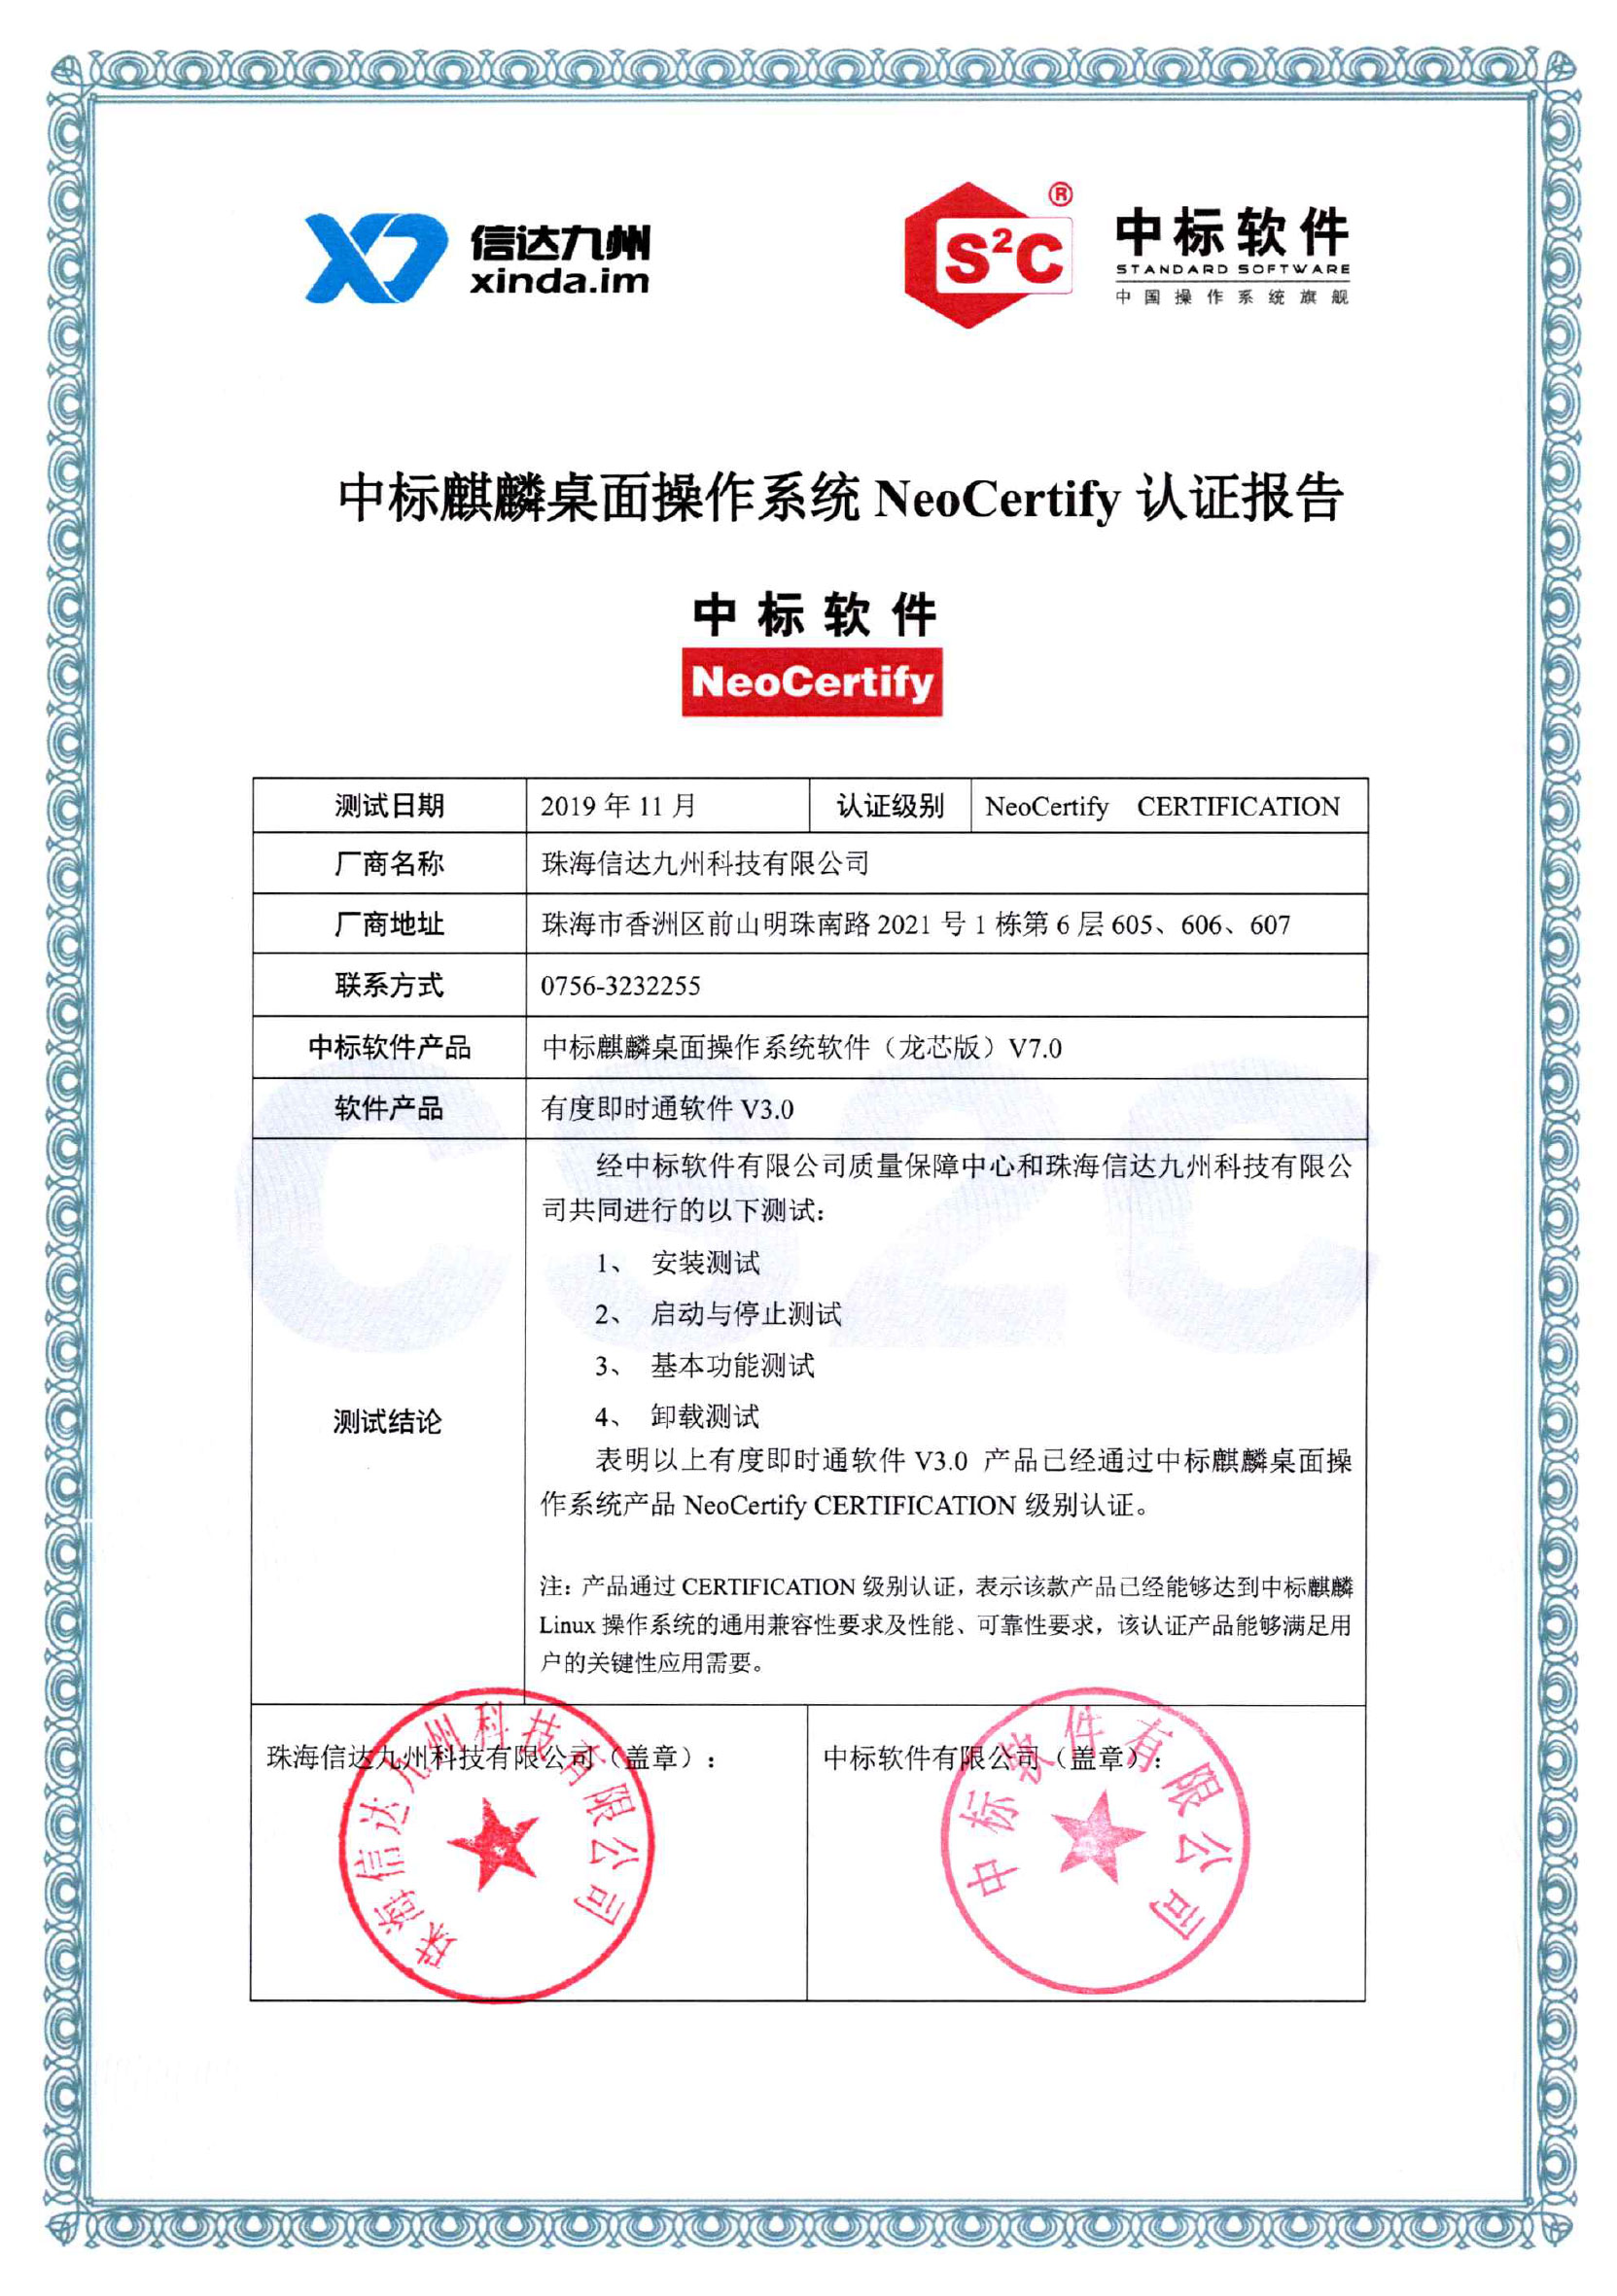 信达九州
xinda.im
S²C®
中标软件
STANDARD SOFTWARE
中国操作系统旗舰
中标麒麟桌面操作系统 NeoCertify 认证报告
中标软件
NeoCertify
测试日期 2019 年 11 月 认证级别 NeoCertify CERTIFICATION
厂商名称 珠海信达九州科技有限公司
厂商地址 珠海市香洲区前山明珠南路 2021 号 1 栋第 6 层 605、606、607
联系方式 0756-3232255
中标软件产品 中标麒麟桌面操作系统软件（龙芯版）V7.0
软件产品 有度即时通软件 V3.0
测试结论
经中标软件有限公司质量保障中心和珠海信达九州科技有限公
司共同进行的以下测试：
1、 安装测试
2、 启动与停止测试
3、 基本功能测试
4、 卸载测试
表明以上有度即时通软件 V3.0 产品已经通过中标麒麟桌面操
作系统产品 NeoCertify CERTIFICATION 级别认证。
注：产品通过 CERTIFICATION 级别认证，表示该款产品已经能够达到中标麒麟
Linux 操作系统的通用兼容性要求及性能、可靠性要求，该认证产品能够满足用
户的关键性应用需要。
CS2C
珠海信达九州科技有限公司（盖章）：
中标软件有限公司（盖章）：
珠海信达九州科技有限公司
中标软件有限公司